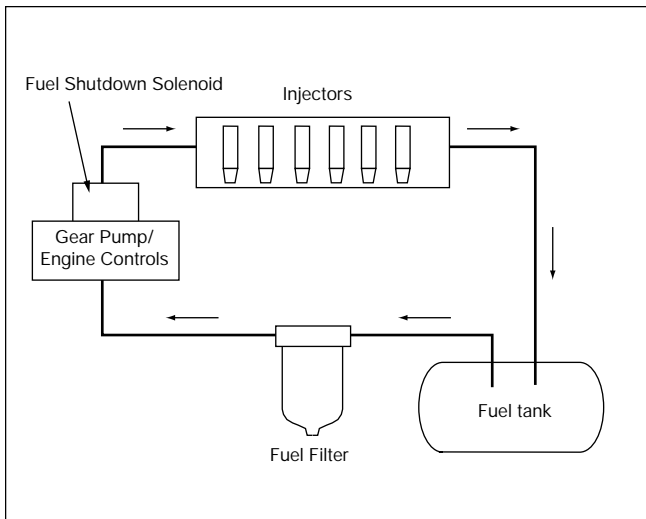 Fuel Shutdown Solenoid
Injectors
Gear Pump/
Engine Controls
Fuel tank
Fuel Filter